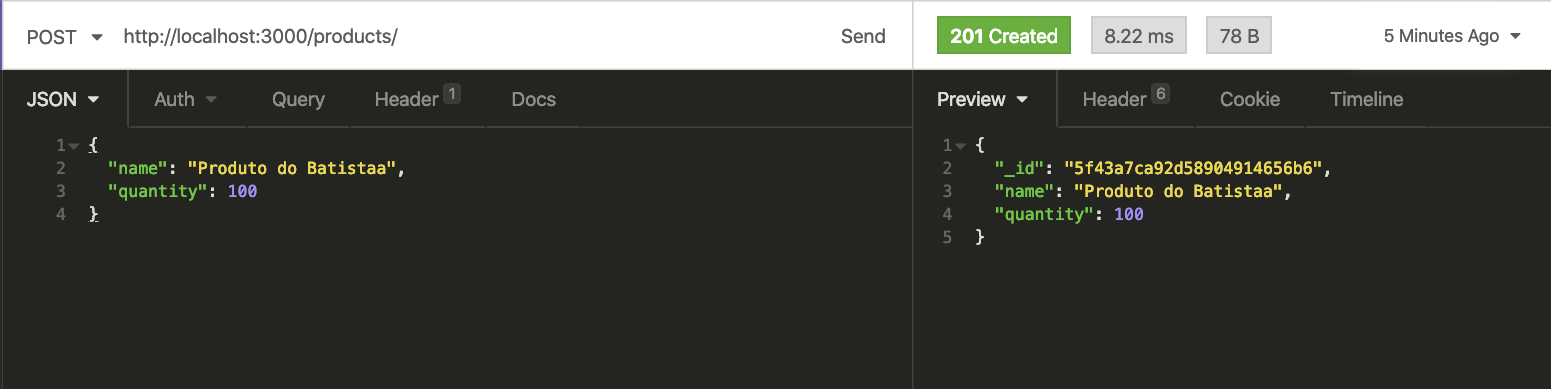 POST http://localhost:3000/products/ Send 201 Created 8.22 ms 78 B 5 Minutes Ago
JSON Auth Query Header 1 Docs Preview Header 6 Cookie Timeline
1 {
2 "name": "Produto do Batistaa",
3 "quantity": 100
4 }
1 {
2 "_id": "5f43a7ca92d58904914656b6",
3 "name": "Produto do Batistaa",
4 "quantity": 100
5 }